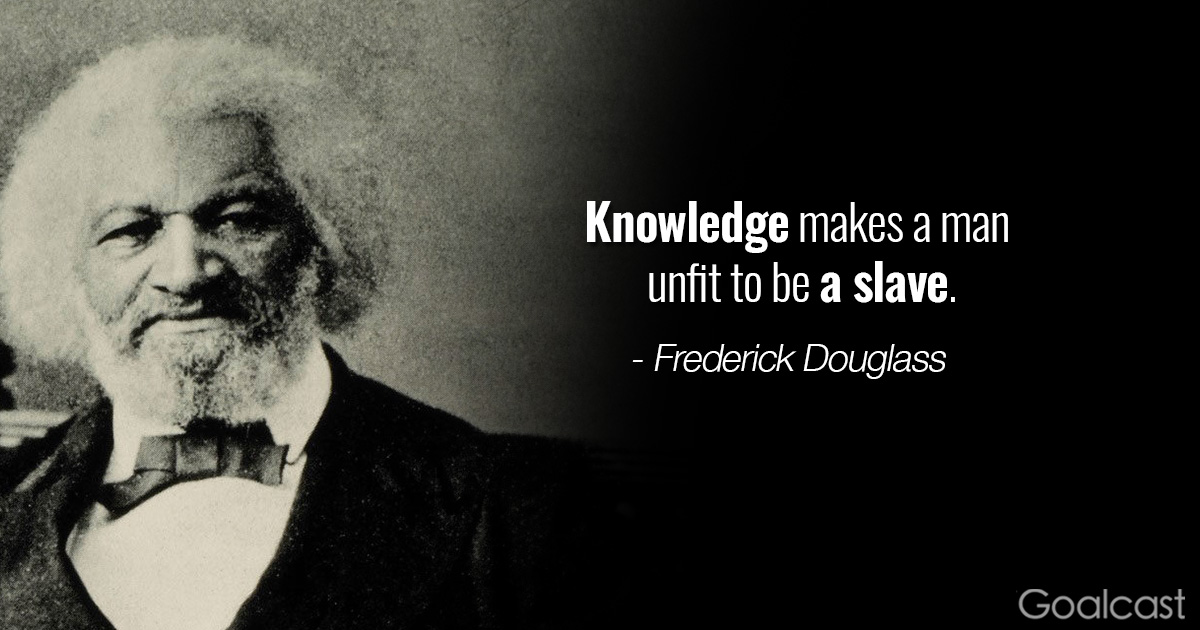 Knowledge makes a man
unfit to be a slave.
- Frederick Douglass
Goalcast